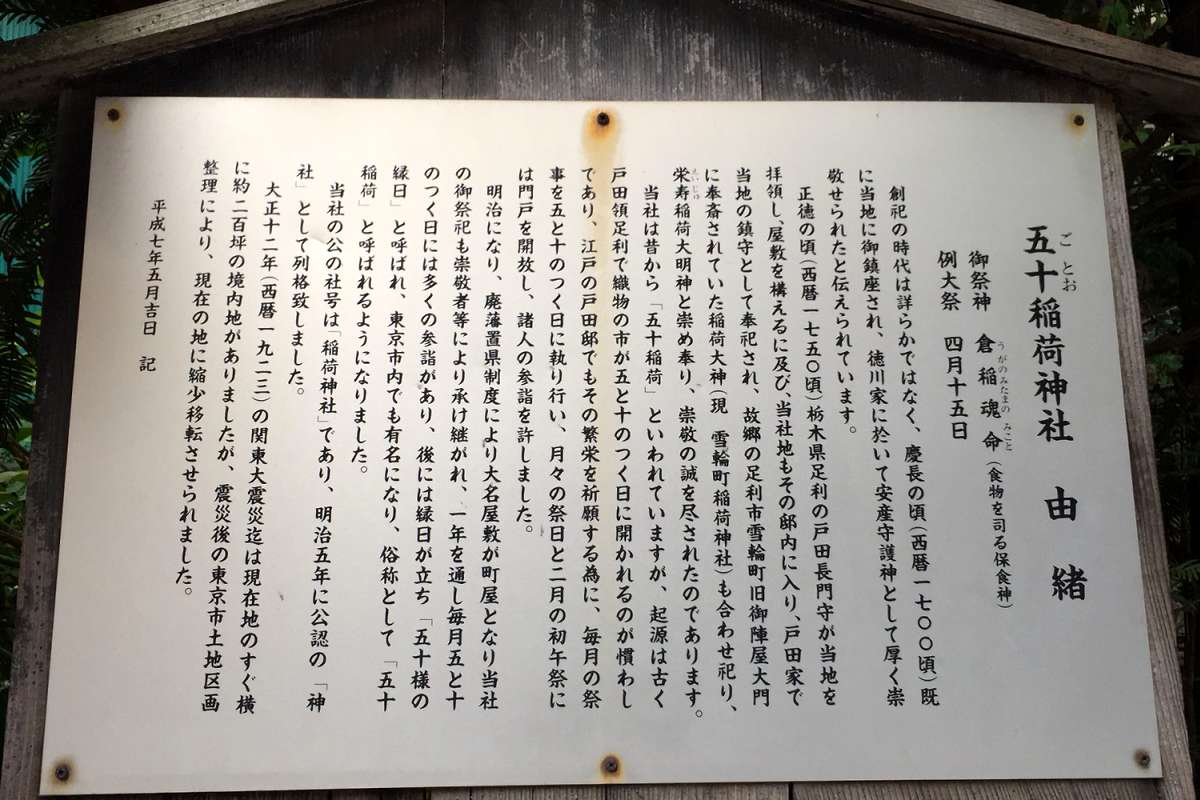 五十稲荷神社 由緒
ごとお
御祭神 倉稲魂命(食物を司る保食神)
うがのみたまのみこと
例大祭 四月十五日
創祀の時代は詳らかではなく、慶長の頃(西暦一七〇〇頃)既
に当地に御鎮座され、徳川家に於いて安産守護神として厚く崇
敬せられたと伝えられています。
正徳の頃(西暦一七五〇頃)栃木県足利の戸田長門守が当地を
拝領し、屋敷を構えるに及び、当社地もその邸内に入り、戸田家で
当地の鎮守として奉祀され、故郷の足利市雪輪町旧御陣屋大門
に奉斎されていた稲荷大神(現 雪輪町稲荷神社)も合わせ祀り、
栄寿稲荷大明神と崇め奉り、崇敬の誠を尽されたのであります。
えいじゅ
当社は昔から「五十稲荷」といわれていますが、起源は古く
戸田領足利で織物の市が五と十のつく日に開かれるのが慣わし
であり、江戸の戸田邸でもその繁栄を祈願する為に、毎月の祭
事を五と十のつく日に執り行い、月々の祭日と二月の初午祭に
は門戸を開放し、諸人の参詣を許しました。
明治になり、廃藩置県制度により大名屋敷が町屋となり当社
の御祭祀も崇敬者等により承け継がれ、一年を通し毎月五と十
のつく日には多くの参詣があり、後には縁日が立ち「五十様の
縁日」と呼ばれ、東京市内でも有名になり、俗称として「五十
稲荷」と呼ばれるようになりました。
当社の公の社号は「稲荷神社」であり、明治五年に公認の「神
社」として列格致しました。
大正十二年(西暦一九二三)の関東大震災迄は現在地のすぐ横
に約二百坪の境内地がありましたが、震災後の東京市土地区画
整理により、現在の地に縮少移転させられました。
平成七年五月吉日 記